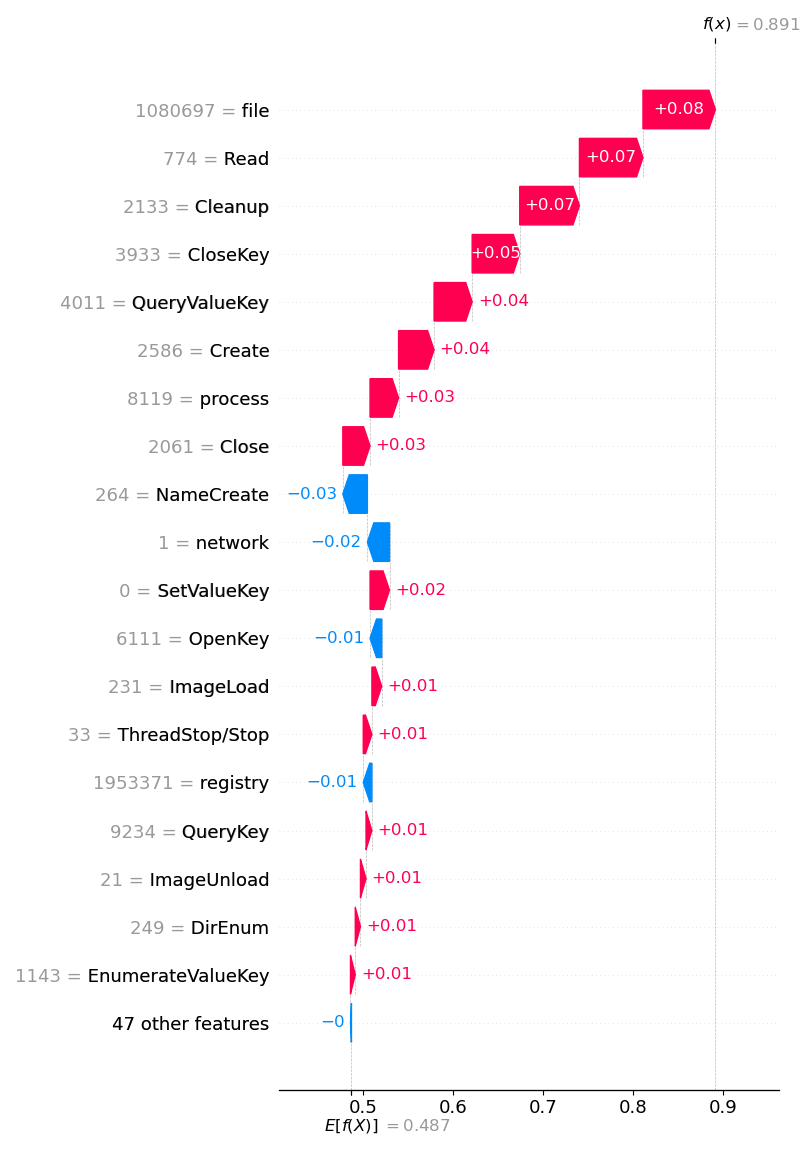 f(x) = 0.891
1080697 = file +0.08
774 = Read +0.07
2133 = Cleanup +0.07
3933 = CloseKey +0.05
4011 = QueryValueKey +0.04
2586 = Create +0.04
8119 = process +0.03
2061 = Close +0.03
264 = NameCreate −0.03
1 = network −0.02
0 = SetValueKey +0.02
6111 = OpenKey −0.01
231 = ImageLoad +0.01
33 = ThreadStop/Stop +0.01
1953371 = registry −0.01
9234 = QueryKey +0.01
21 = ImageUnload +0.01
249 = DirEnum +0.01
1143 = EnumerateValueKey +0.01
47 other features −0
0.5 0.6 0.7 0.8 0.9
E[f(X)] = 0.487